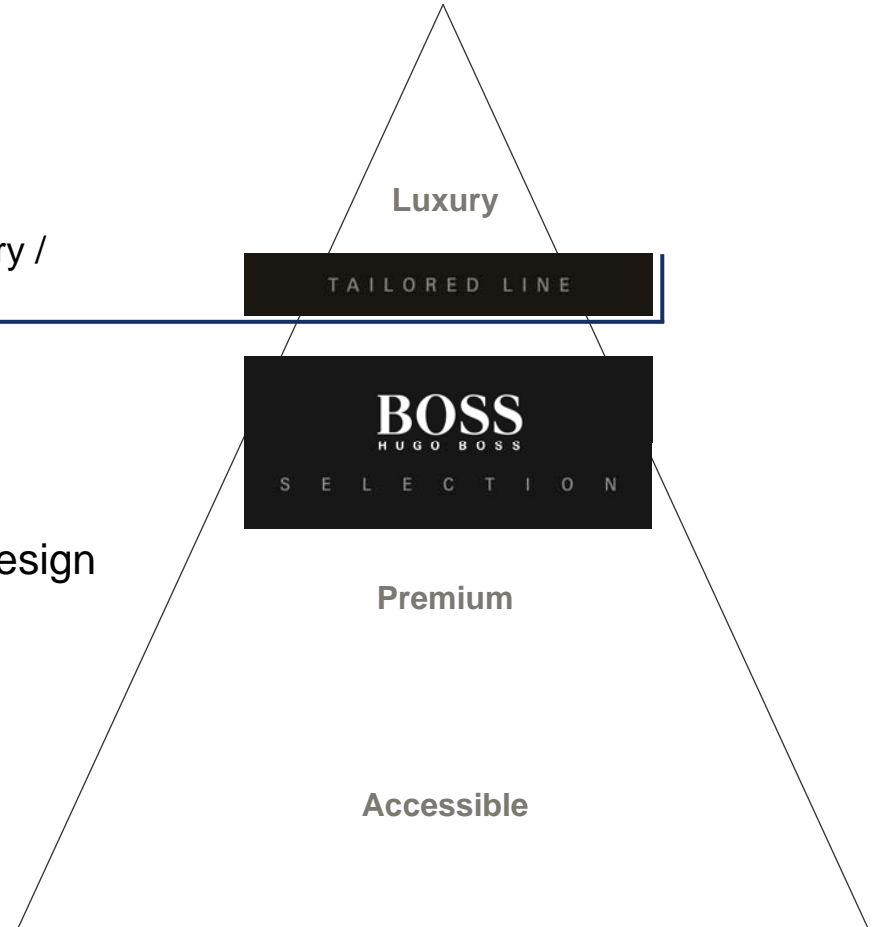 Luxury
ry /
TAILORED LINE
BOSS
HUGO BOSS
SELECTION
esign
Premium
Accessible